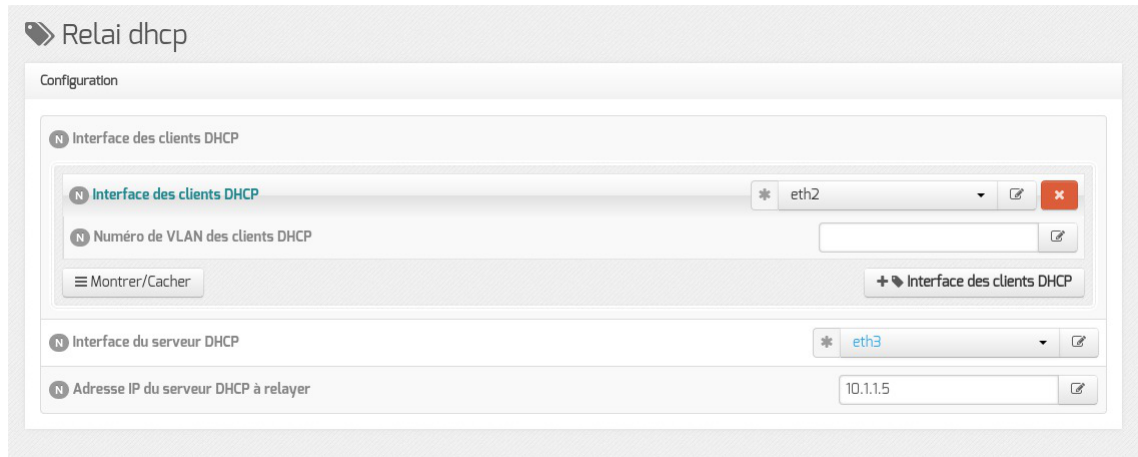 Relai dhcp
Configuration
N Interface des clients DHCP
N Interface des clients DHCP * eth2
N Numéro de VLAN des clients DHCP
Montrer/Cacher + Interface des clients DHCP
N Interface du serveur DHCP * eth3
N Adresse IP du serveur DHCP à relayer 10.1.1.5